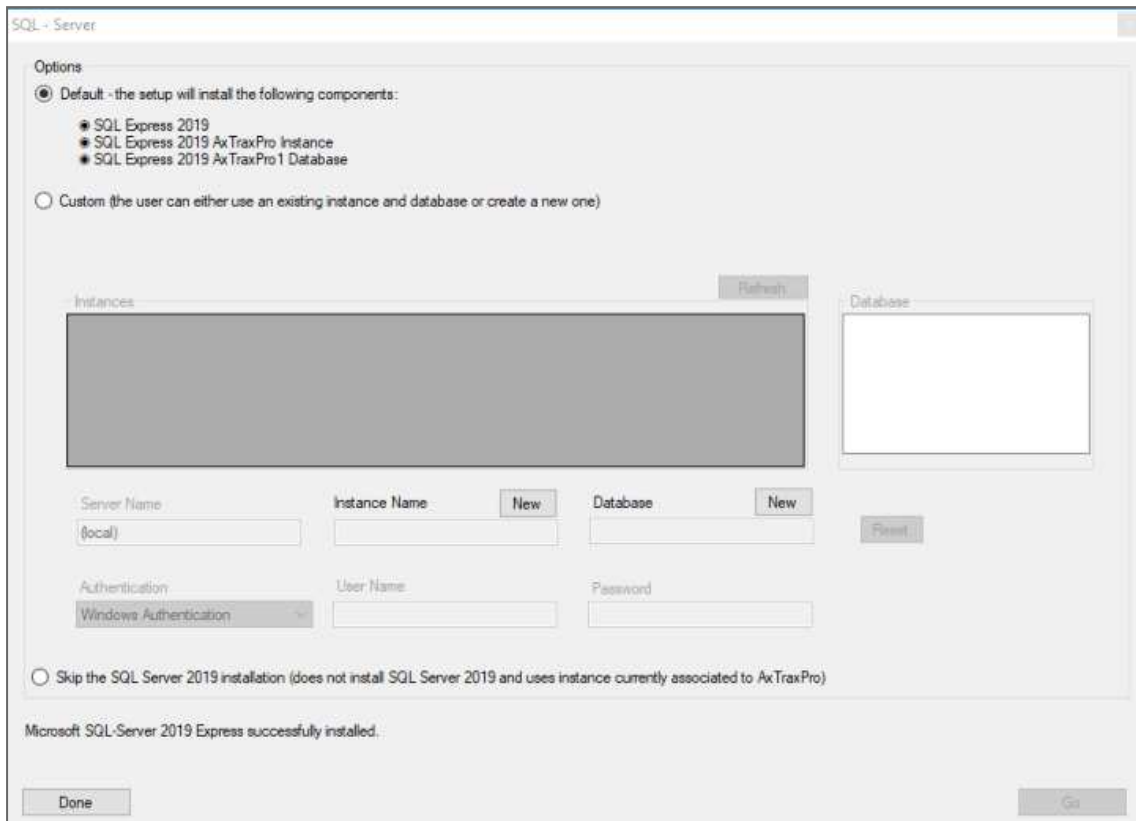 SQL - Server
Options
Default - the setup will install the following components:
SQL Express 2019
SQL Express 2019 AxTraxPro Instance
SQL Express 2019 AxTraxPro1 Database
Custom (the user can either use an existing instance and database or create a new one)
Refresh
Instances
Database
Server Name
Instance Name
New
Database
New
(local)
Reset
Authentication
User Name
Password
Windows Authentication
Skip the SQL Server 2019 installation (does not install SQL Server 2019 and uses instance currently associated to AxTraxPro)
Microsoft SQL-Server 2019 Express successfully installed.
Done
Go